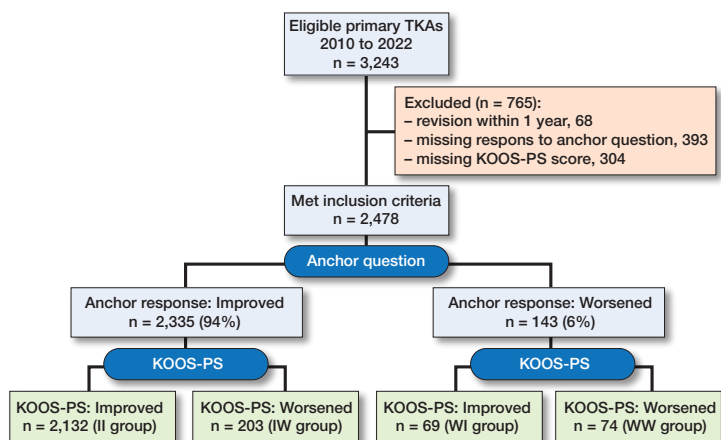 Eligible primary TKAs
2010 to 2022
n = 3,243
Excluded (n = 765):
– revision within 1 year, 68
– missing respons to anchor question, 393
– missing KOOS-PS score, 304
Met inclusion criteria
n = 2,478
Anchor question
Anchor response: Improved
n = 2,335 (94%)
Anchor response: Worsened
n = 143 (6%)
KOOS-PS
KOOS-PS
KOOS-PS: Improved
n = 2,132 (II group)
KOOS-PS: Worsened
n = 203 (IW group)
KOOS-PS: Improved
n = 69 (WI group)
KOOS-PS: Worsened
n = 74 (WW group)